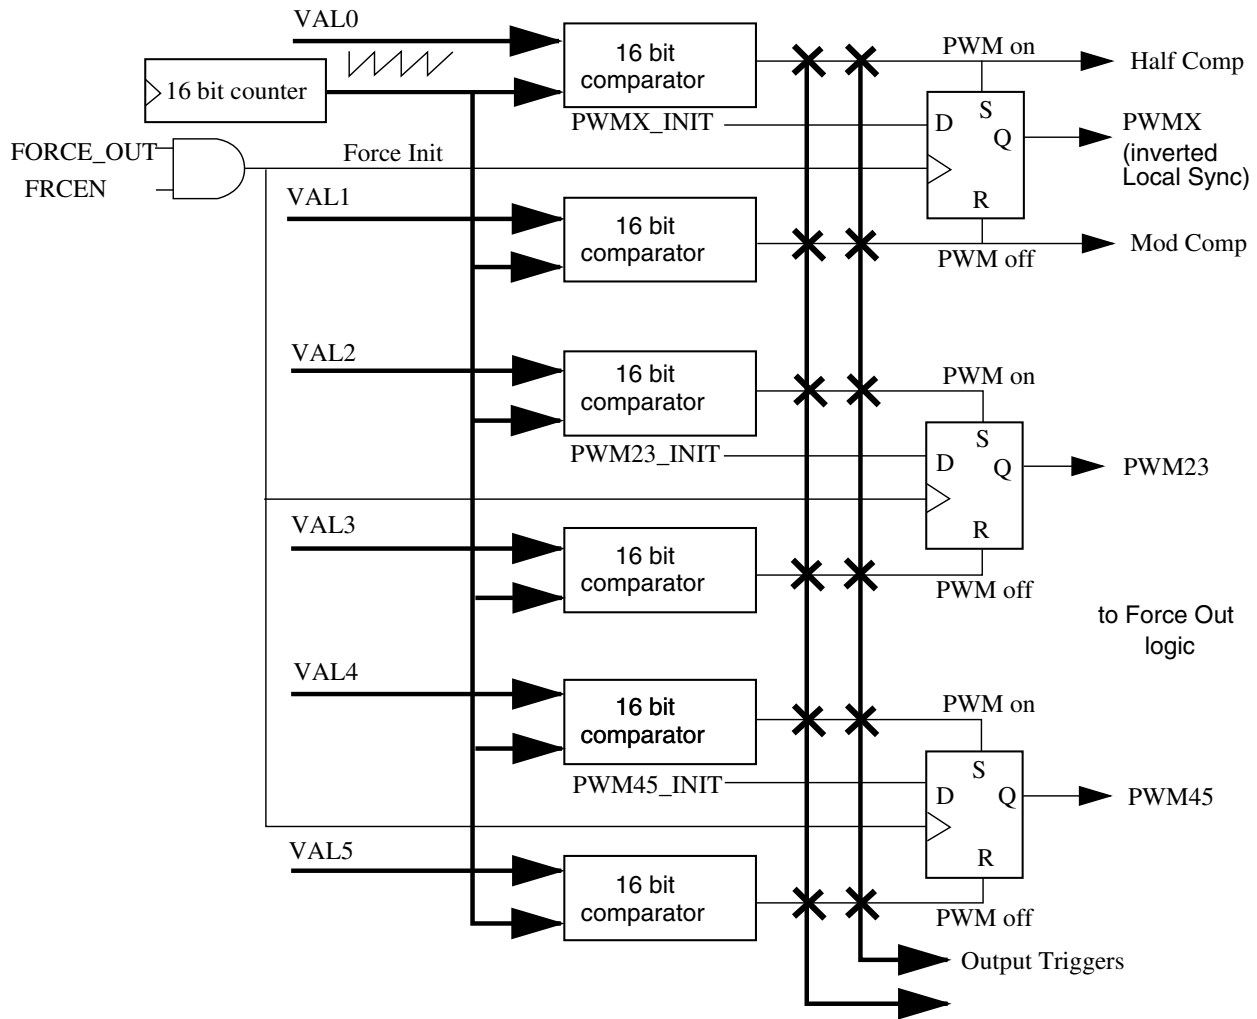 VAL0
16 bit
comparator
PWM on
Half Comp
16 bit counter
PWMX_INIT
D
S
Q
R
PWMX
(inverted
Local Sync)
FORCE_OUT
FRCEN
Force Init
VAL1
16 bit
comparator
PWM off
Mod Comp
VAL2
16 bit
comparator
PWM on
PWM23_INIT
D
S
Q
R
PWM23
VAL3
16 bit
comparator
PWM off
to Force Out
logic
VAL4
16 bit
comparator
PWM on
PWM45_INIT
D
S
Q
R
PWM45
VAL5
16 bit
comparator
PWM off
Output Triggers